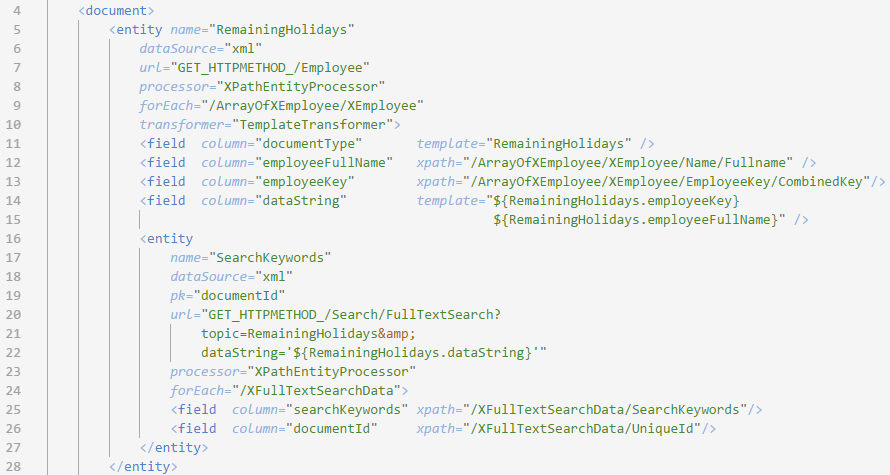 4 <document>
5 <entity name="RemainingHolidays"
6 dataSource="xml"
7 url="GET_HTTPMETHOD_/Employee"
8 processor="XPathEntityProcessor"
9 forEach="/ArrayOfXEmployee/XEmployee"
10 transformer="TemplateTransformer">
11 <field column="documentType" template="RemainingHolidays" />
12 <field column="employeeFullName" xpath="/ArrayOfXEmployee/XEmployee/Name/Fullname" />
13 <field column="employeeKey" xpath="/ArrayOfXEmployee/XEmployee/EmployeeKey/CombinedKey"/>
14 <field column="dataString" template="${RemainingHolidays.employeeKey}
15 ${RemainingHolidays.employeeFullName}" />
16 <entity
17 name="SearchKeywords"
18 dataSource="xml"
19 pk="documentId"
20 url="GET_HTTPMETHOD_/Search/FullTextSearch?
21 topic=RemainingHolidays&amp;
22 dataString='${RemainingHolidays.dataString}'"
23 processor="XPathEntityProcessor"
24 forEach="/XFullTextSearchData">
25 <field column="searchKeywords" xpath="/XFullTextSearchData/SearchKeywords"/>
26 <field column="documentId" xpath="/XFullTextSearchData/UniqueId"/>
27 </entity>
28 </entity>